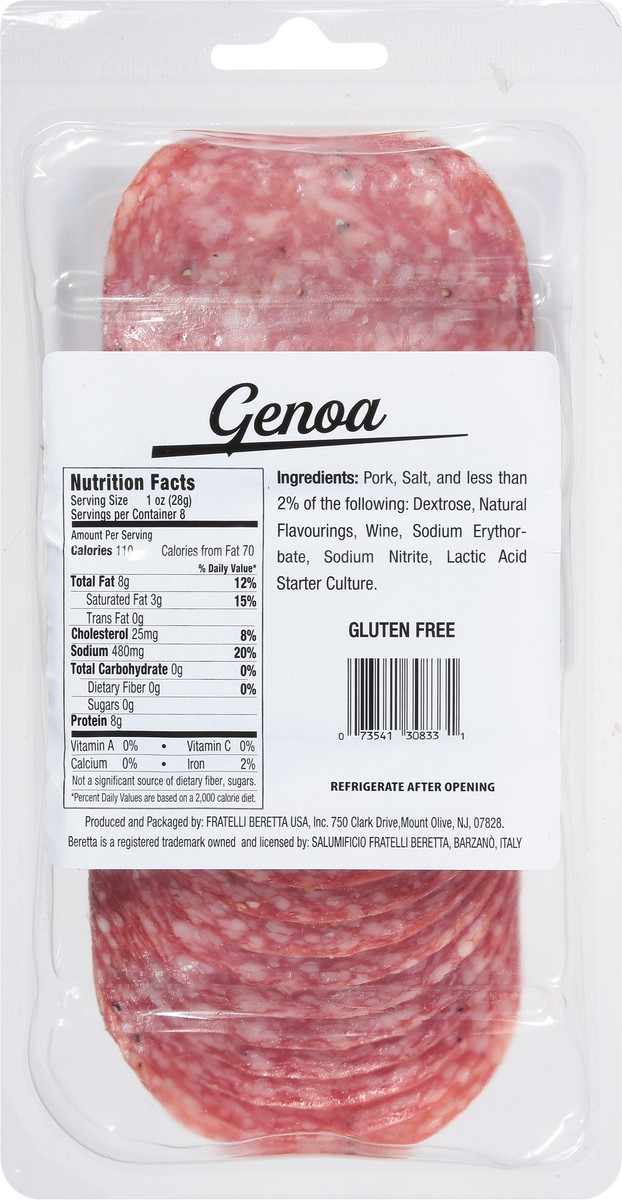 Genoa
Nutrition Facts
Serving Size 1 oz (28g)
Servings per Container 8
Amount Per Serving
Calories 110 Calories from Fat 70
% Daily Value*
Total Fat 8g 12%
Saturated Fat 3g 15%
Trans Fat 0g
Cholesterol 25mg 8%
Sodium 480mg 20%
Total Carbohydrate 0g 0%
Dietary Fiber 0g 0%
Sugars 0g
Protein 8g
Vitamin A 0% • Vitamin C 0%
Calcium 0% • Iron 2%
Not a significant source of dietary fiber, sugars.
*Percent Daily Values are based on a 2,000 calorie diet.
Ingredients: Pork, Salt, and less than
2% of the following: Dextrose, Natural
Flavourings, Wine, Sodium Erythor-
bate, Sodium Nitrite, Lactic Acid
Starter Culture.
GLUTEN FREE
0 73541 30833 1
REFRIGERATE AFTER OPENING
Produced and Packaged by: FRATELLI BERETTA USA, Inc. 750 Clark Drive,Mount Olive, NJ, 07828.
Beretta is a registered trademark owned and licensed by: SALUMIFICIO FRATELLI BERETTA, BARZANÒ, ITALY